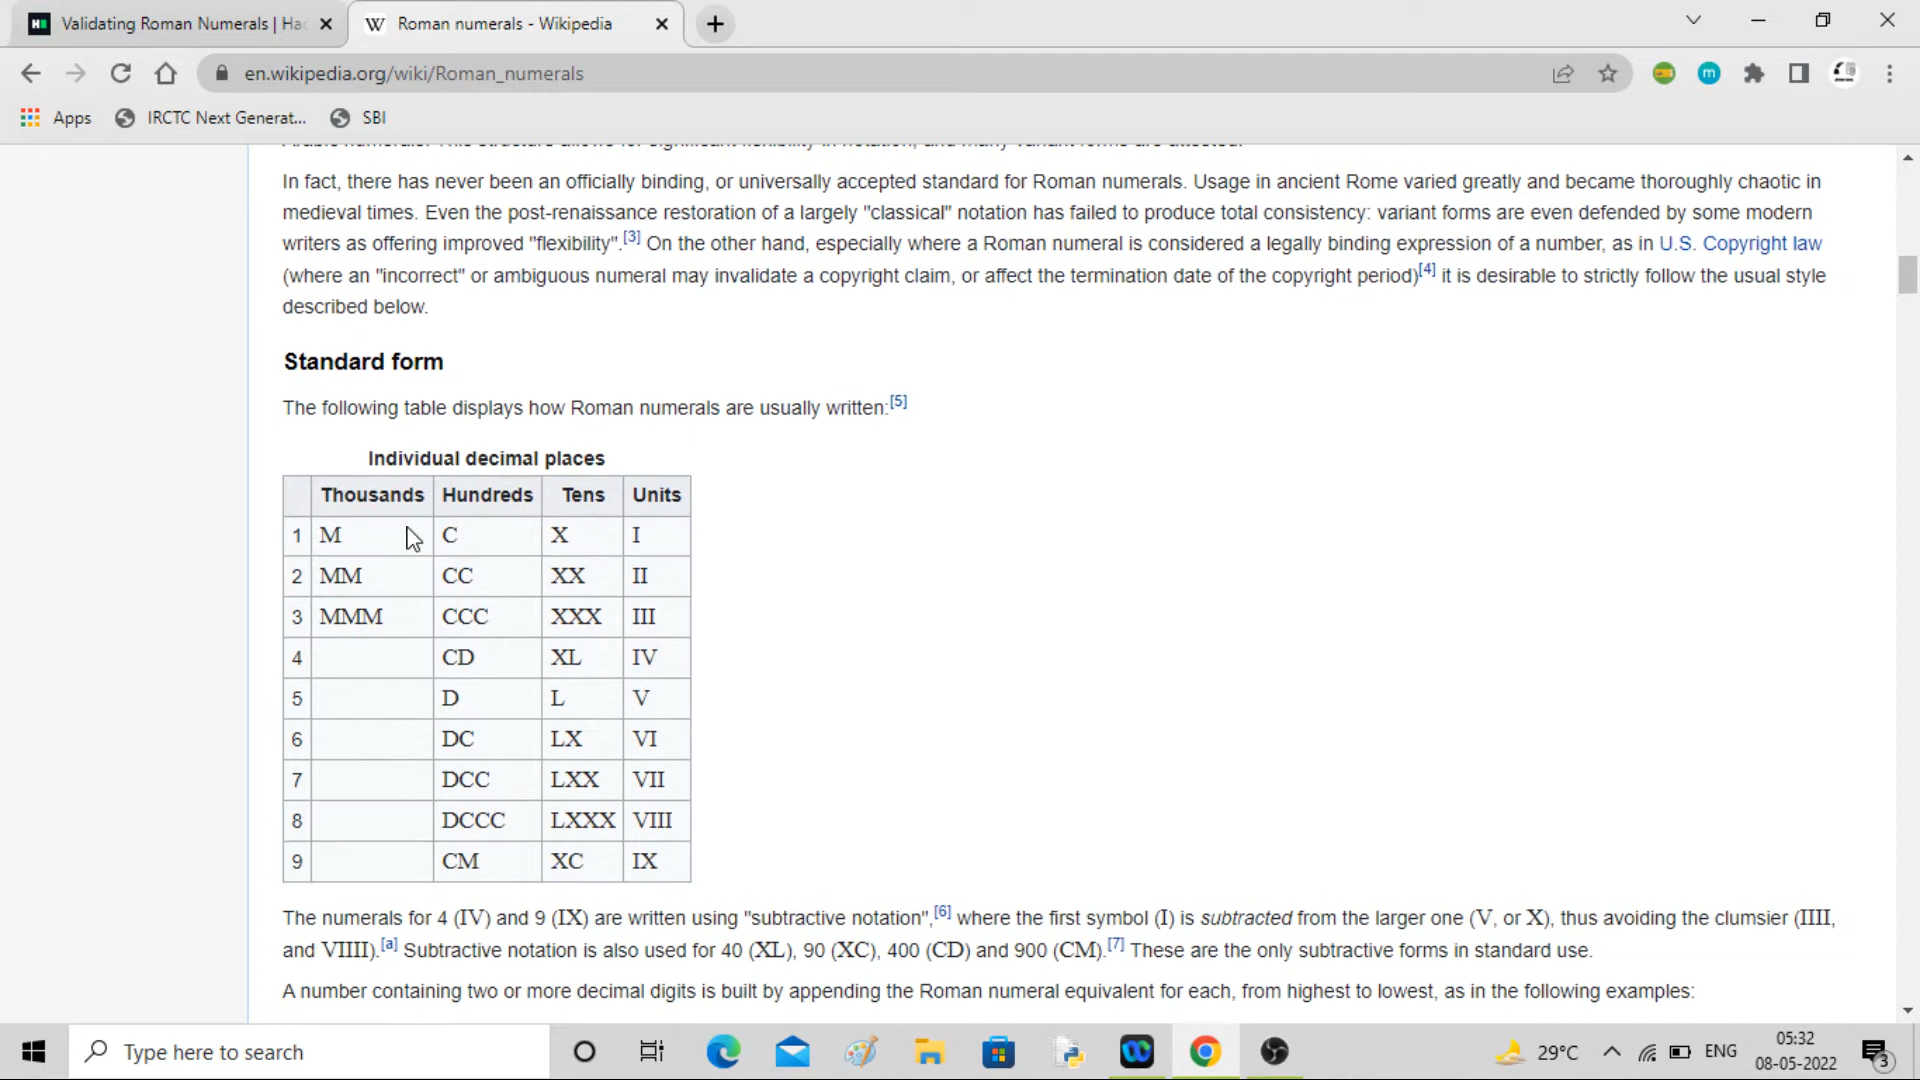 Validating Roman Numerals | Hac
Roman numerals - Wikipedia
en.wikipedia.org/wiki/Roman_numerals
m
Apps
IRCTC Next Generat...
SBI
In fact, there has never been an officially binding, or universally accepted standard for Roman numerals. Usage in ancient Rome varied greatly and became thoroughly chaotic in
medieval times. Even the post-renaissance restoration of a largely "classical" notation has failed to produce total consistency: variant forms are even defended by some modern
writers as offering improved "flexibility".[3] On the other hand, especially where a Roman numeral is considered a legally binding expression of a number, as in U.S. Copyright law
(where an "incorrect" or ambiguous numeral may invalidate a copyright claim, or affect the termination date of the copyright period)[4] it is desirable to strictly follow the usual style
described below.
Standard form
The following table displays how Roman numerals are usually written:[5]
Individual decimal places
Thousands Hundreds Tens Units
1 M C X I
2 MM CC XX II
3 MMM CCC XXX III
4 CD XL IV
5 D L V
6 DC LX VI
7 DCC LXX VII
8 DCCC LXXX VIII
9 CM XC IX
The numerals for 4 (IV) and 9 (IX) are written using "subtractive notation",[6] where the first symbol (I) is subtracted from the larger one (V, or X), thus avoiding the clumsier (IIII,
and VIIII).[a] Subtractive notation is also used for 40 (XL), 90 (XC), 400 (CD) and 900 (CM).[7] These are the only subtractive forms in standard use.
A number containing two or more decimal digits is built by appending the Roman numeral equivalent for each, from highest to lowest, as in the following examples:
Type here to search
29°C
ENG
05:32
08-05-2022
3